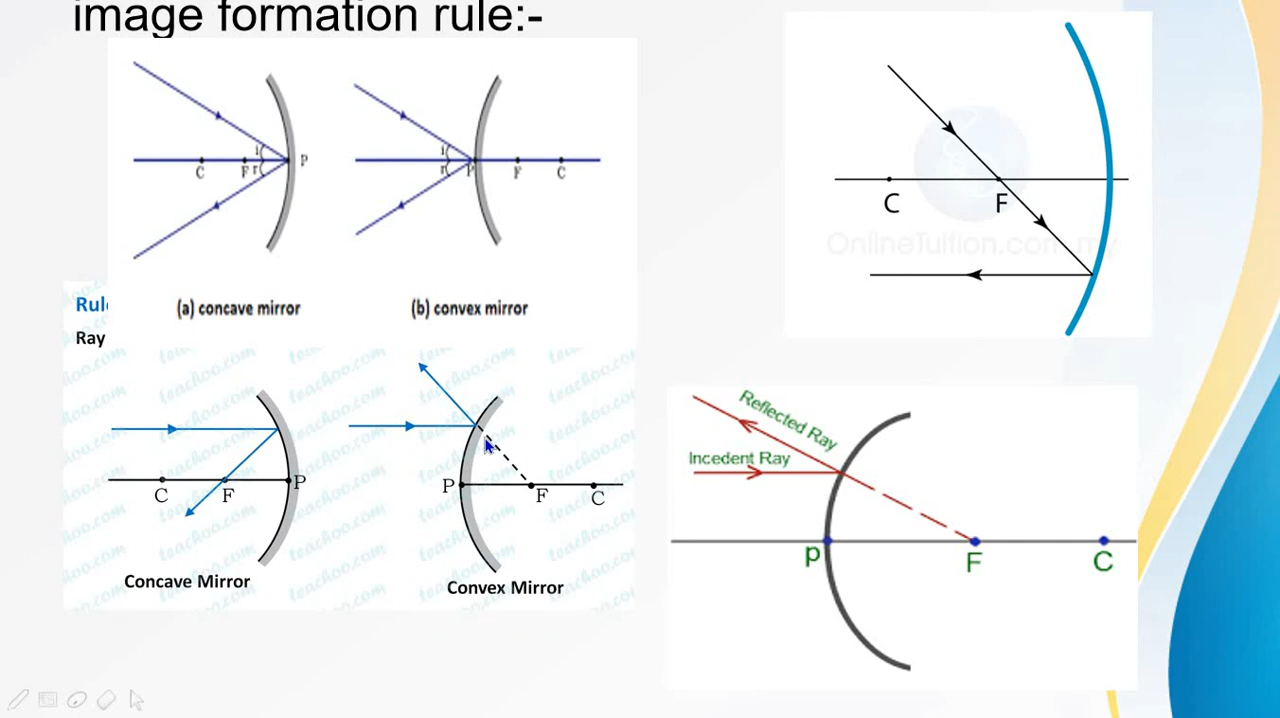 image formation rule:-
i
C
F
r
P
i
r
P
F
C
(a) concave mirror
(b) convex mirror
C
F
OnlineTuition.com.my
Rul
Ray
teachoo.com
C
F
P
Concave Mirror
P
F
C
Convex Mirror
Reflected Ray
Incedent Ray
p
F
C